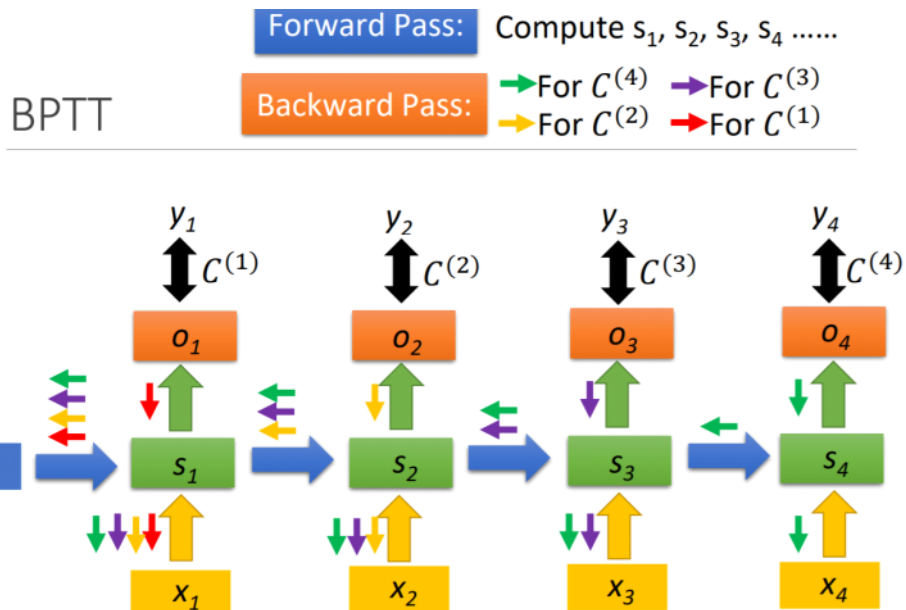 Forward Pass: Compute s₁, s₂, s₃, s₄ ......
BPTT
Backward Pass:
For C⁽⁴⁾ For C⁽³⁾
For C⁽²⁾ For C⁽¹⁾
y₁ y₂ y₃ y₄
C⁽¹⁾ C⁽²⁾ C⁽³⁾ C⁽⁴⁾
o₁ o₂ o₃ o₄
s₁ s₂ s₃ s₄
x₁ x₂ x₃ x₄